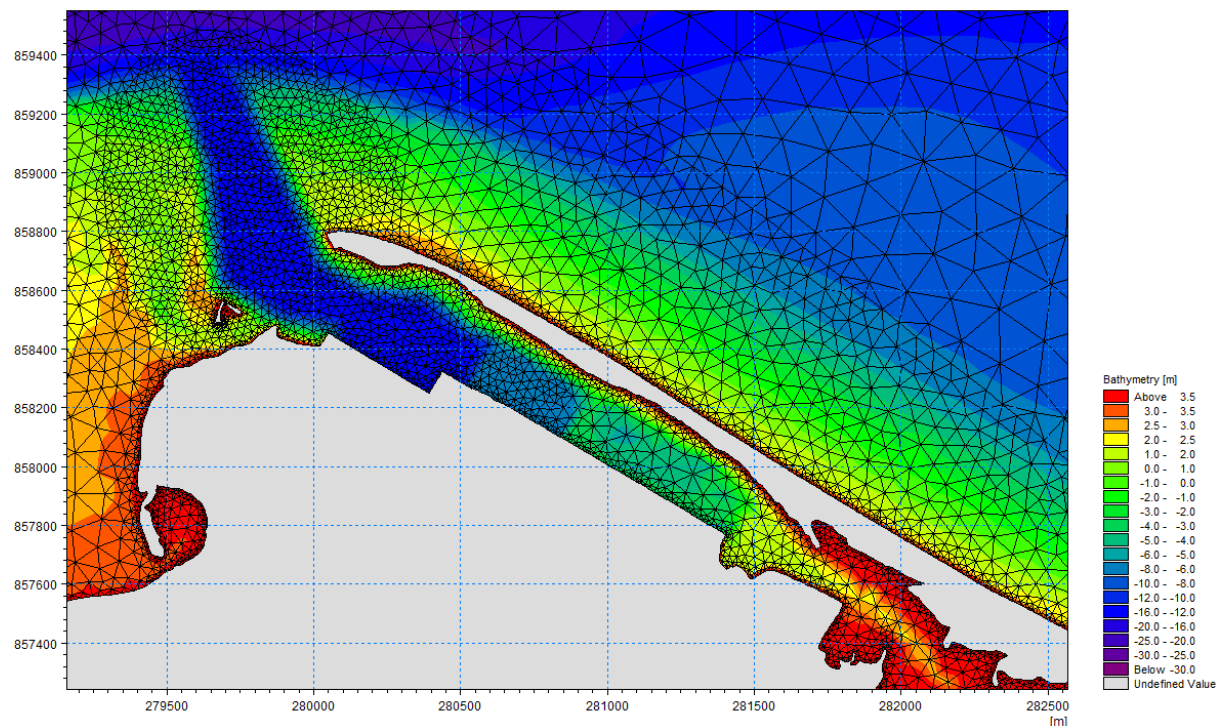 859400
859200
859000
858800
858600
858400
858200
858000
857800
857600
857400
279500
280000
280500
281000
281500
282000
282500
[m]
Bathymetry [m]
Above 3.5
3.0 - 3.5
2.5 - 3.0
2.0 - 2.5
1.0 - 2.0
0.0 - 1.0
-1.0 - 0.0
-2.0 - -1.0
-3.0 - -2.0
-4.0 - -3.0
-5.0 - -4.0
-6.0 - -5.0
-8.0 - -6.0
-10.0 - -8.0
-12.0 - -10.0
-16.0 - -12.0
-20.0 - -16.0
-25.0 - -20.0
-30.0 - -25.0
Below -30.0
Undefined Value